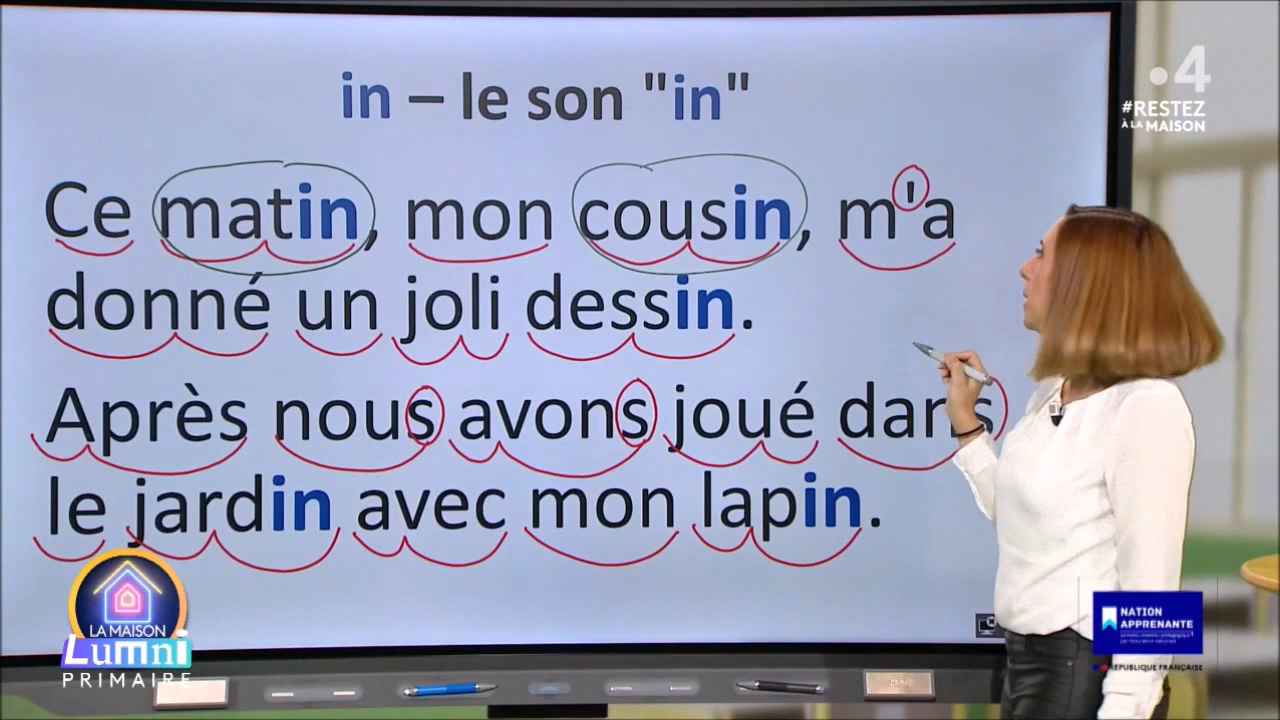 in – le son "in"
Ce matin, mon cousin, m'a
donné un joli dessin.
Après nous avons joué dans
le jardin avec mon lapin.
4
#RESTEZ
À LA MAISON
LA MAISON
Lumni
PRIMAIRE
NATION
APPRENANTE
RÉPUBLIQUE FRANÇAISE